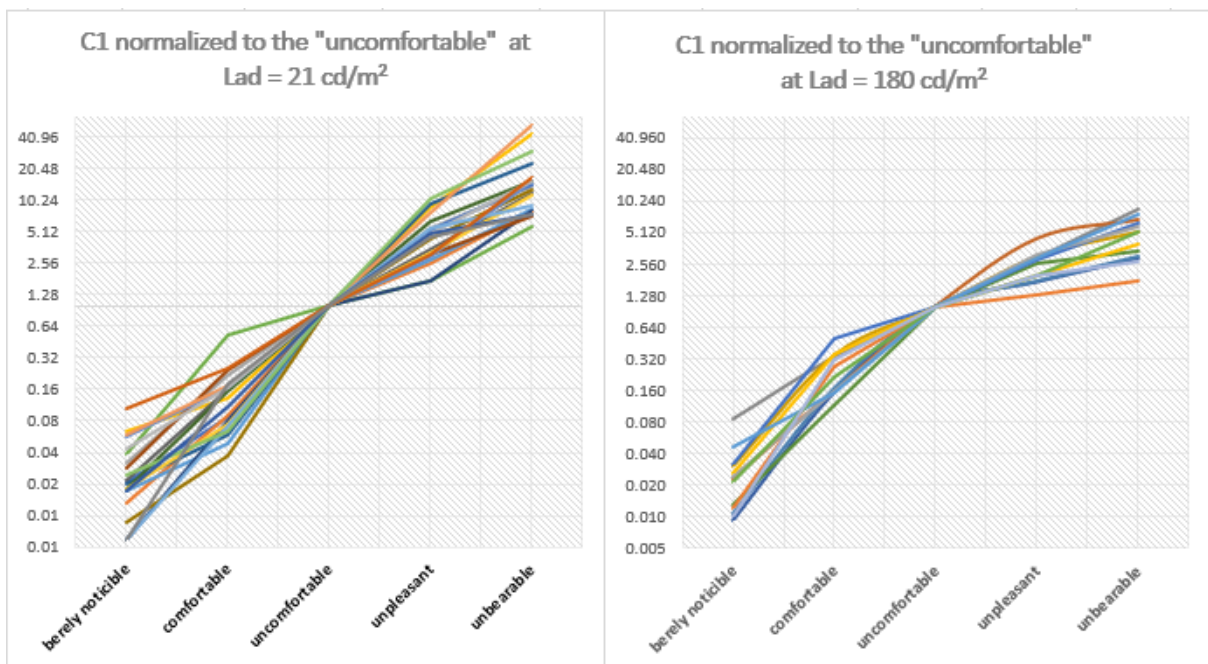 C1 normalized to the "uncomfortable" at
Lad = 21 cd/m²
40.96
20.48
10.24
5.12
2.56
1.28
0.64
0.32
0.16
0.08
0.04
0.02
0.01
0.01
berely noticible
comfortable
uncomfortable
unpleasant
unbearable
C1 normalized to the "uncomfortable"
at Lad = 180 cd/m²
40.960
20.480
10.240
5.120
2.560
1.280
0.640
0.320
0.160
0.080
0.040
0.020
0.010
0.005
berely noticible
comfortable
uncomfortable
unpleasant
unbearable